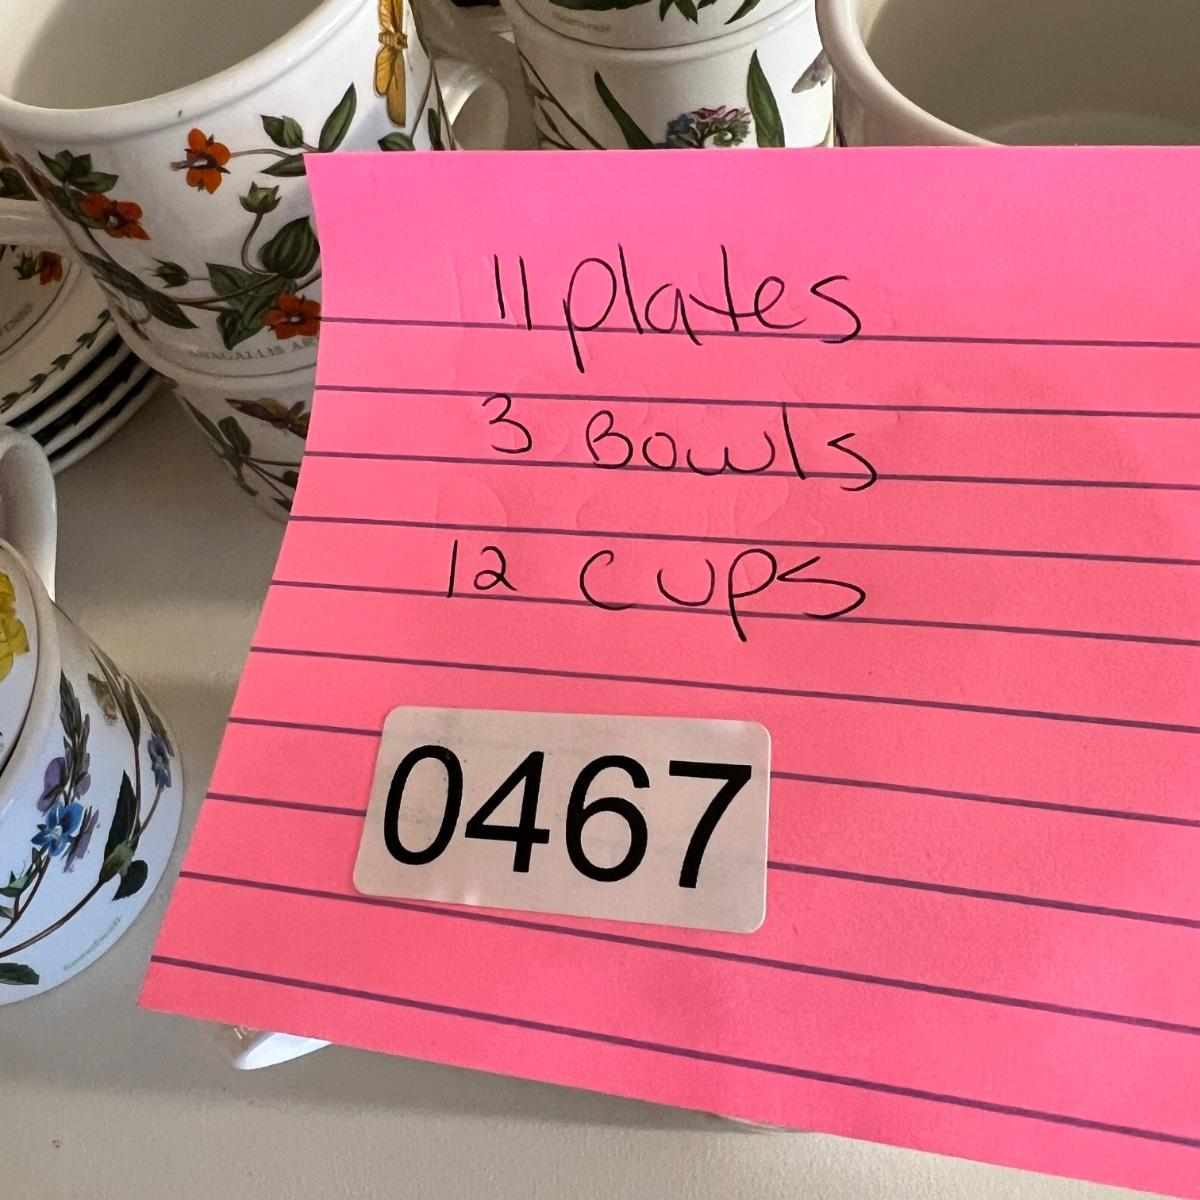 11 plates
3 Bowls
12 cups
0467